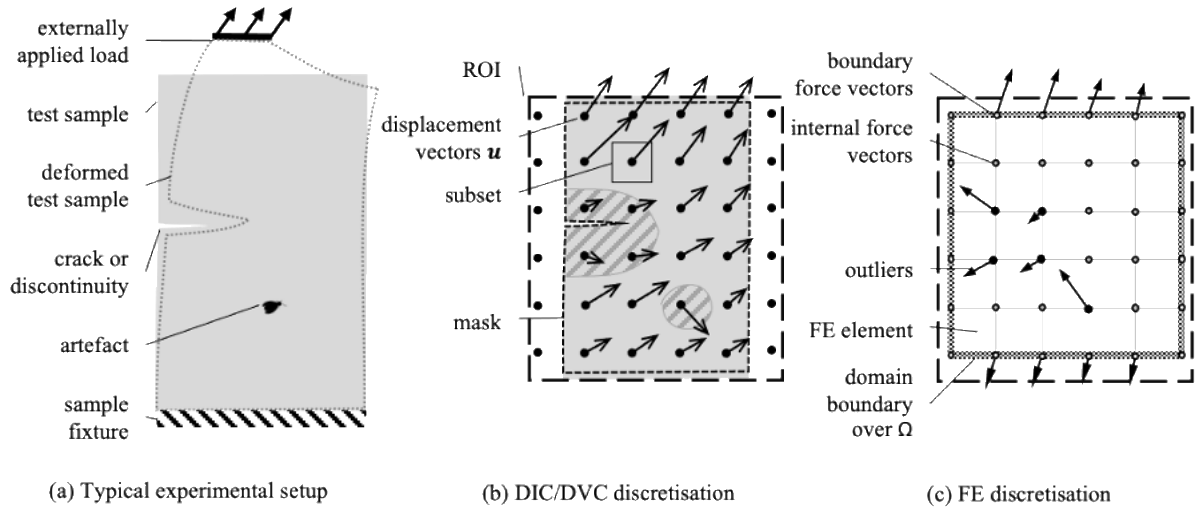 externally
applied load
test sample
deformed
test sample
crack or
discontinuity
artefact
sample
fixture
(a) Typical experimental setup
ROI
displacement
vectors u
subset
mask
(b) DIC/DVC discretisation
boundary
force vectors
internal force
vectors
outliers
FE element
domain
boundary
over Ω
(c) FE discretisation